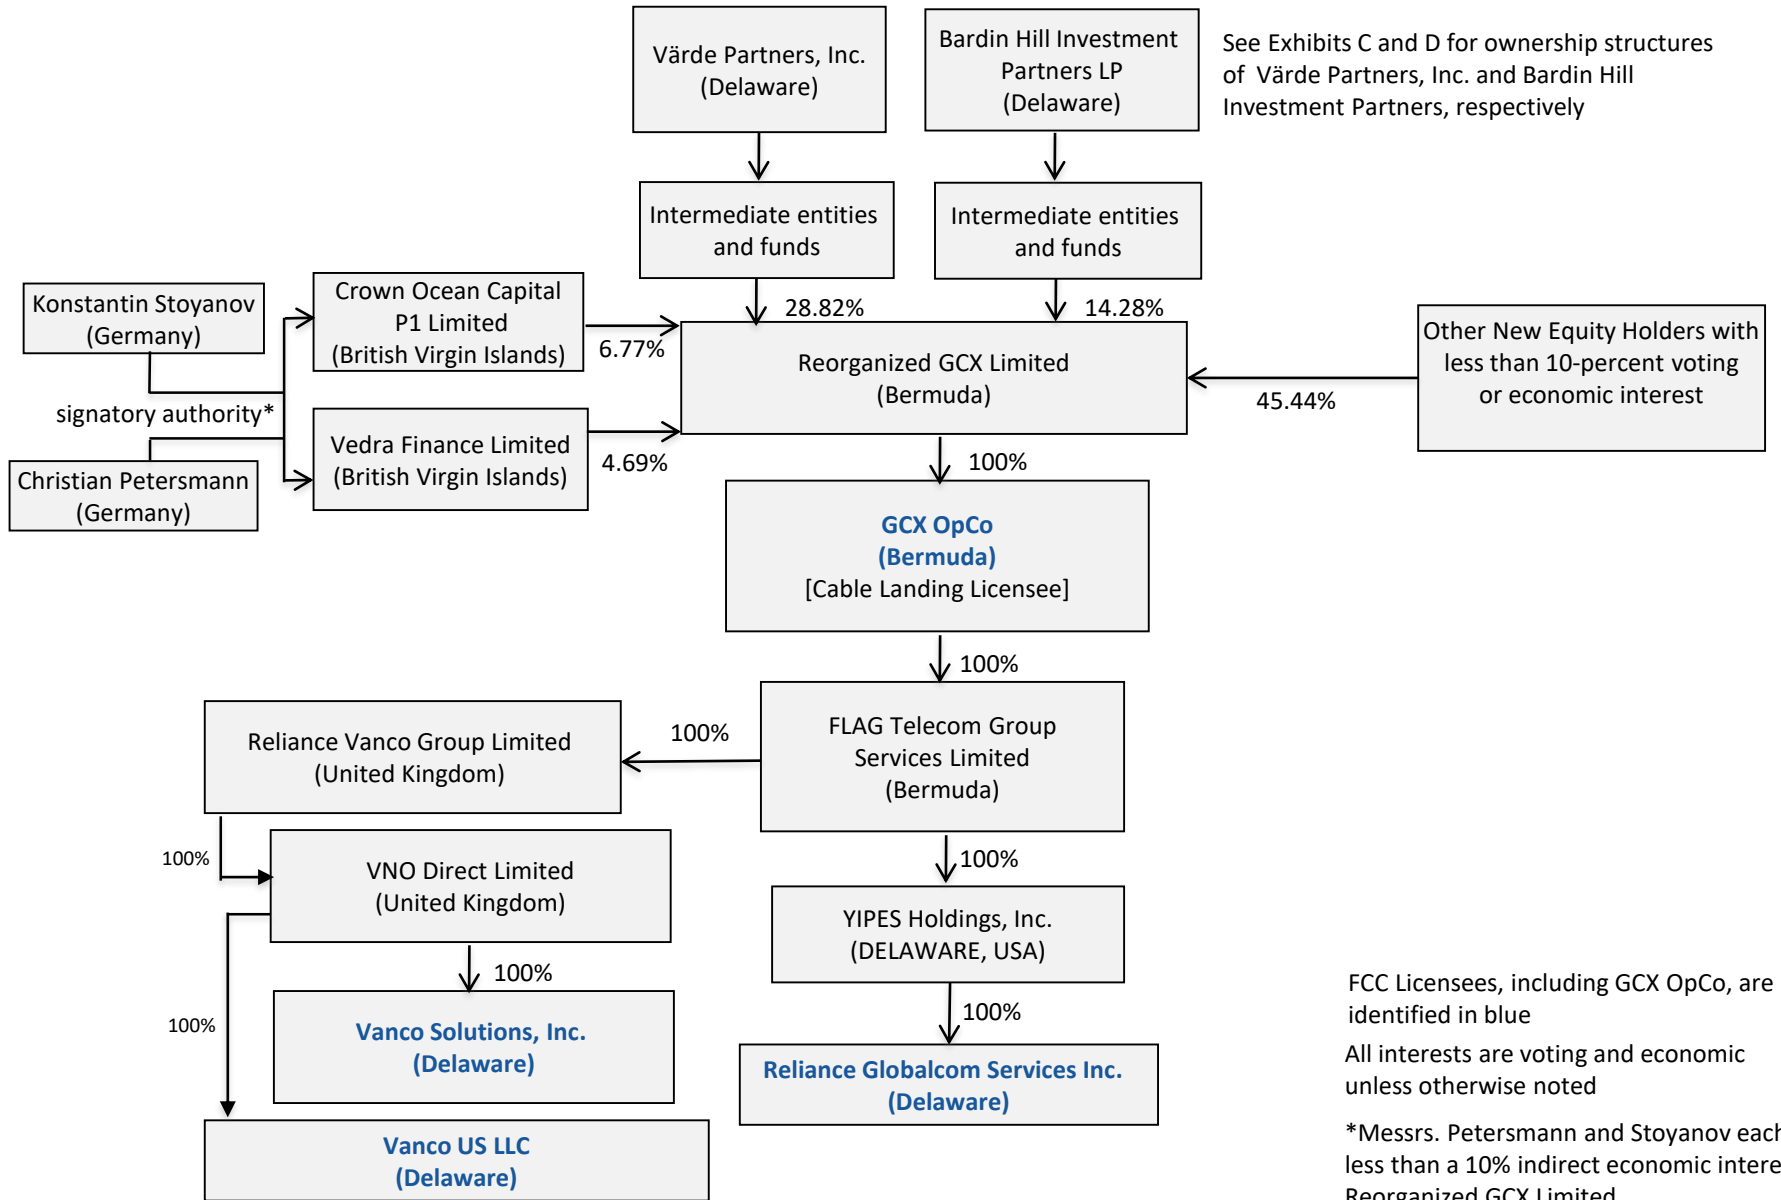 Värde Partners, Inc.
(Delaware)
Bardin Hill Investment
Partners LP
(Delaware)
See Exhibits C and D for ownership structures
of Värde Partners, Inc. and Bardin Hill
Investment Partners, respectively
Intermediate entities
and funds
Intermediate entities
and funds
Konstantin Stoyanov
(Germany)
Crown Ocean Capital
P1 Limited
(British Virgin Islands)
6.77%
28.82%
14.28%
Reorganized GCX Limited
(Bermuda)
Other New Equity Holders with
less than 10-percent voting
or economic interest
45.44%
signatory authority*
Christian Petersmann
(Germany)
Vedra Finance Limited
(British Virgin Islands)
4.69%
100%
GCX OpCo
(Bermuda)
[Cable Landing Licensee]
100%
FLAG Telecom Group
Services Limited
(Bermuda)
100%
Reliance Vanco Group Limited
(United Kingdom)
100%
VNO Direct Limited
(United Kingdom)
100%
YIPES Holdings, Inc.
(DELAWARE, USA)
100%
Vanco Solutions, Inc.
(Delaware)
100%
Reliance Globalcom Services Inc.
(Delaware)
100%
Vanco US LLC
(Delaware)
FCC Licensees, including GCX OpCo, are
identified in blue
All interests are voting and economic
unless otherwise noted
*Messrs. Petersmann and Stoyanov each
less than a 10% indirect economic
Reorganized GCX Limited